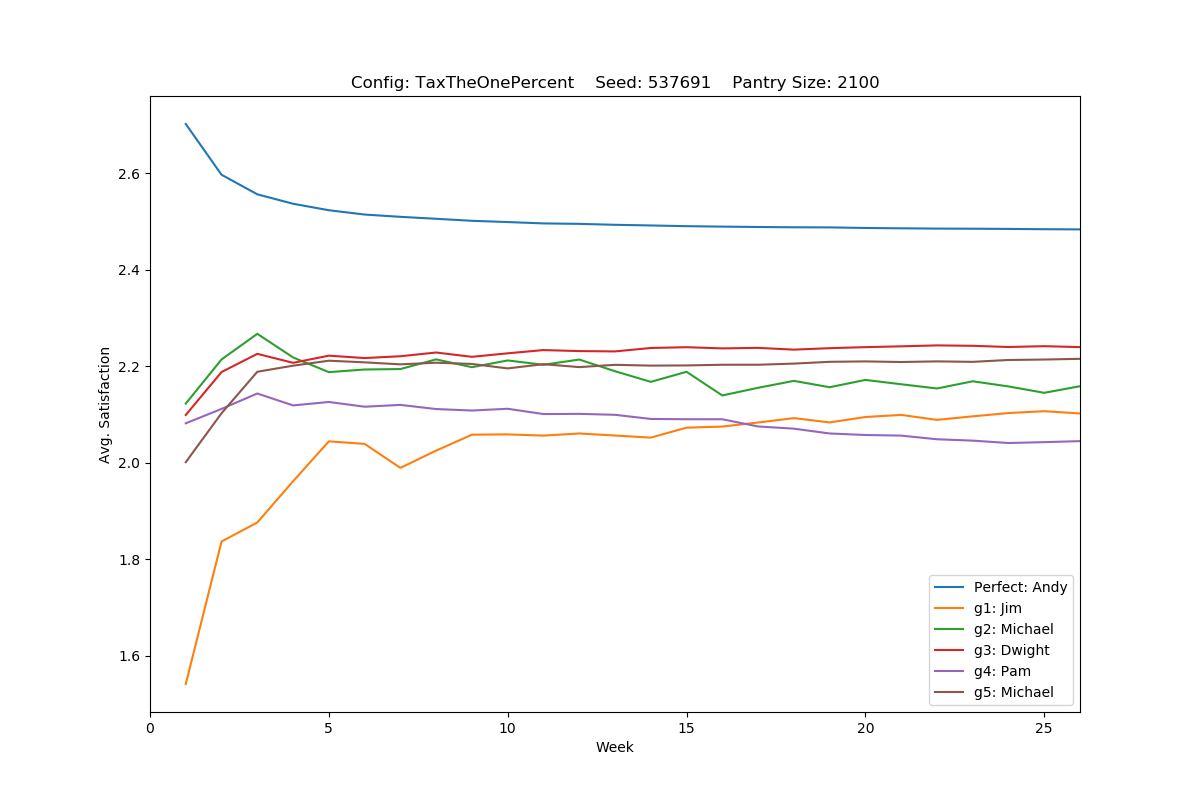 Config: TaxTheOnePercent    Seed: 537691    Pantry Size: 2100
2.6
2.4
2.2
2.0
1.8
1.6
Avg. Satisfaction
0 5 10 15 20 25
Week
Perfect: Andy
g1: Jim
g2: Michael
g3: Dwight
g4: Pam
g5: Michael